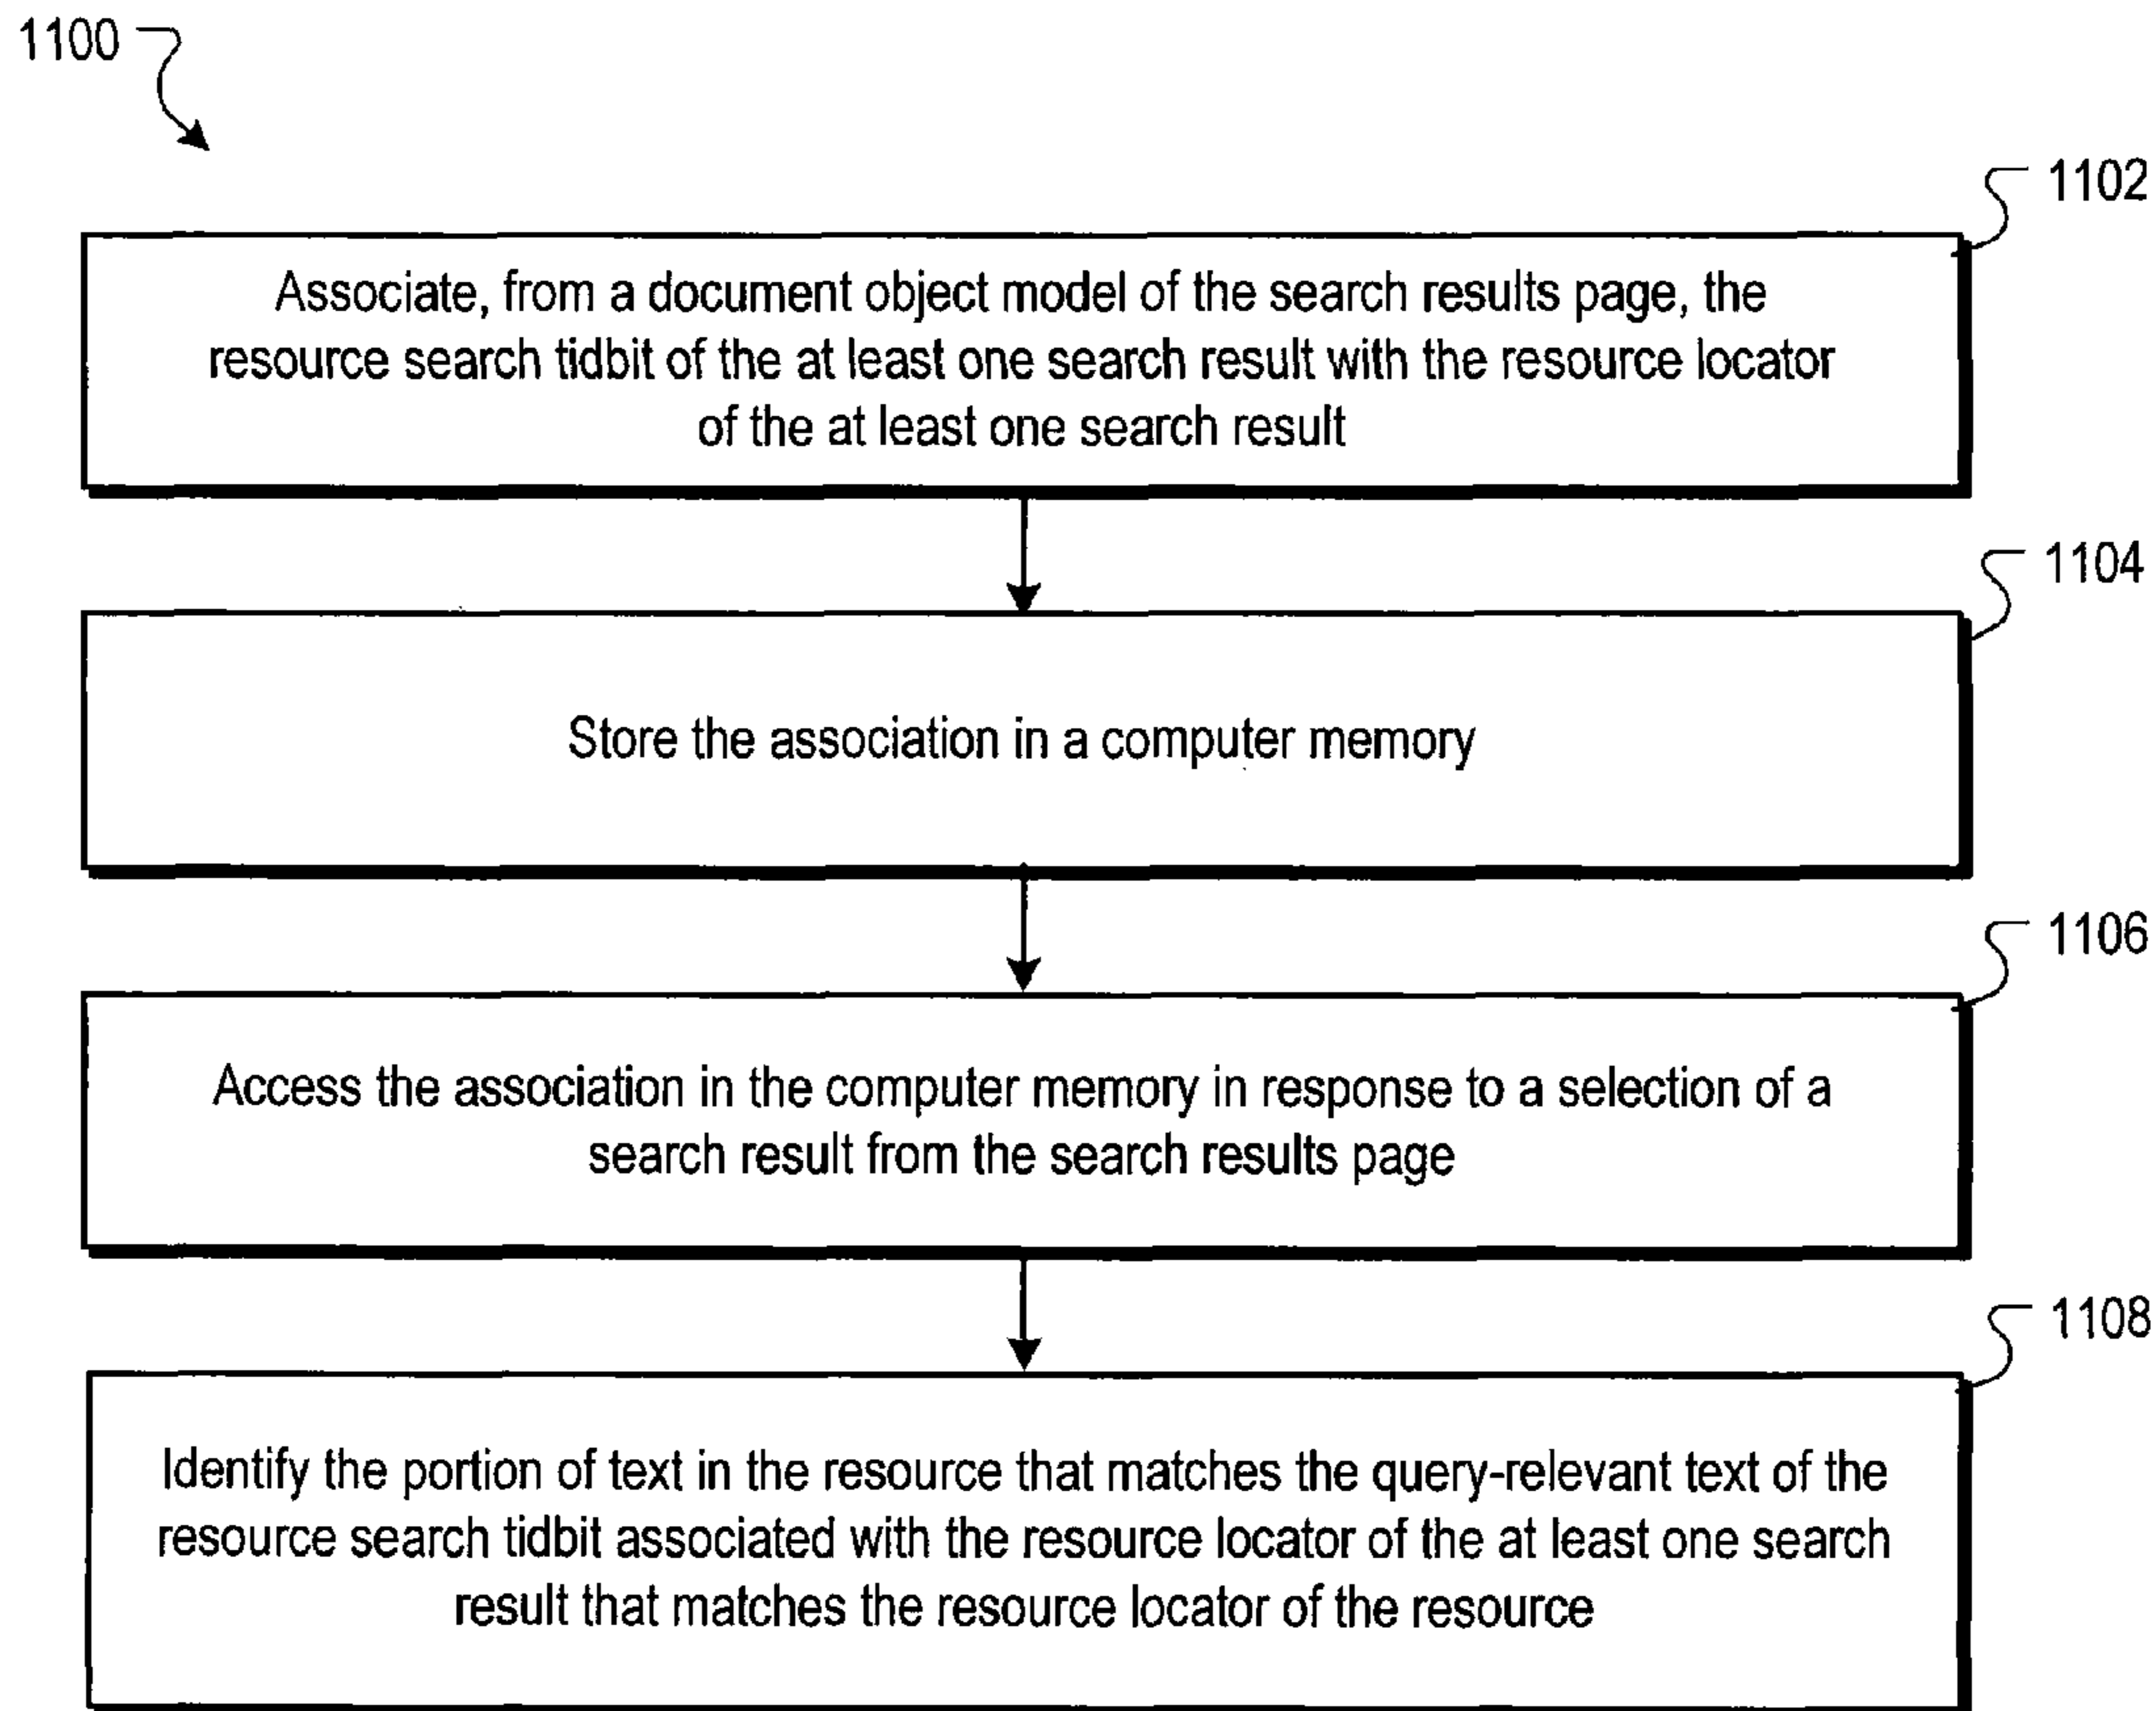 1100
1102
Associate, from a document object model of the search results page, the
resource search tidbit of the at least one search result with the resource locator
of the at least one search result
1104
Store the association in a computer memory
1106
Access the association in the computer memory in response to a selection of a
search result from the search results page
1108
Identify the portion of text in the resource that matches the query-relevant text of the
resource search tidbit associated with the resource locator of the at least one search
result that matches the resource locator of the resource